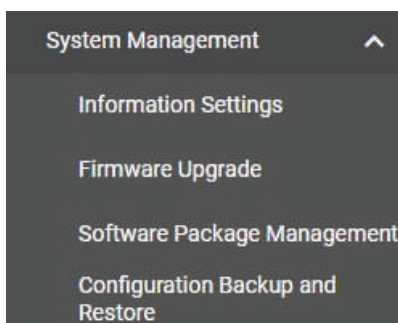 System Management
Information Settings
Firmware Upgrade
Software Package Management
Configuration Backup and
Restore